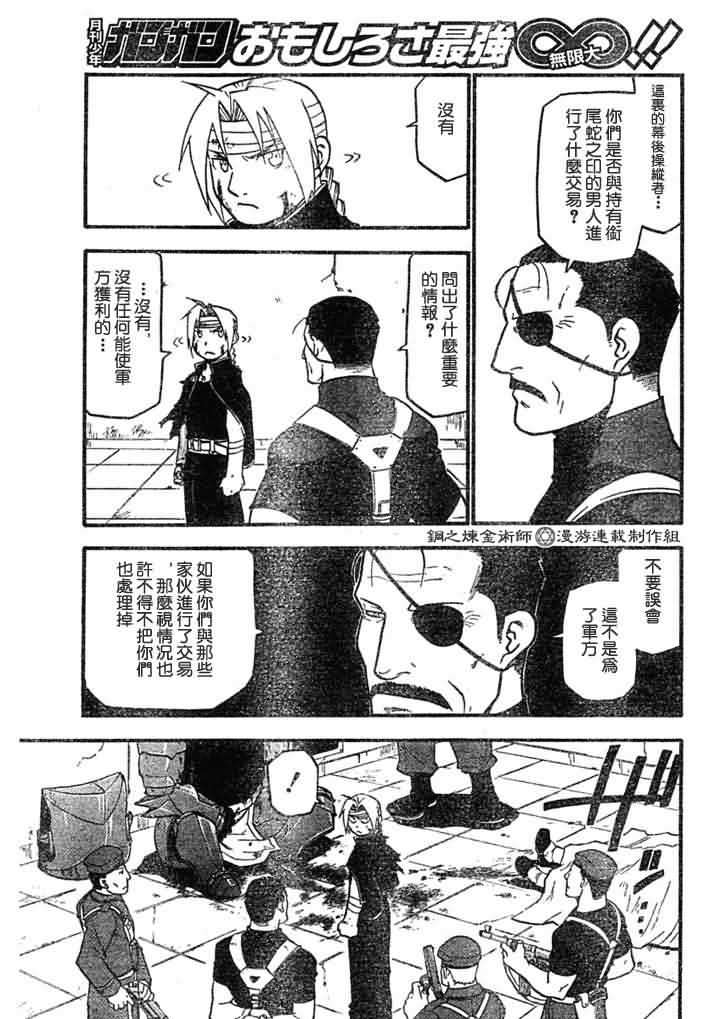 月刊少年
ガンガン
おもしろさ最強
無限大
!!
這裏的幕後操縱者…
你們是否與持有銜
尾蛇之印的男人進
行了什麼交易？
沒有
問出了什麼重要
的情報？
…沒有，
沒有任何能使軍
方獲利的…
鋼之煉金術師
漫游連載制作組
不要誤會
這不是爲
了軍方
如果你們與那些
家伙進行了交易
，那麼視情況也
許不得不把你們
也處理掉
…！